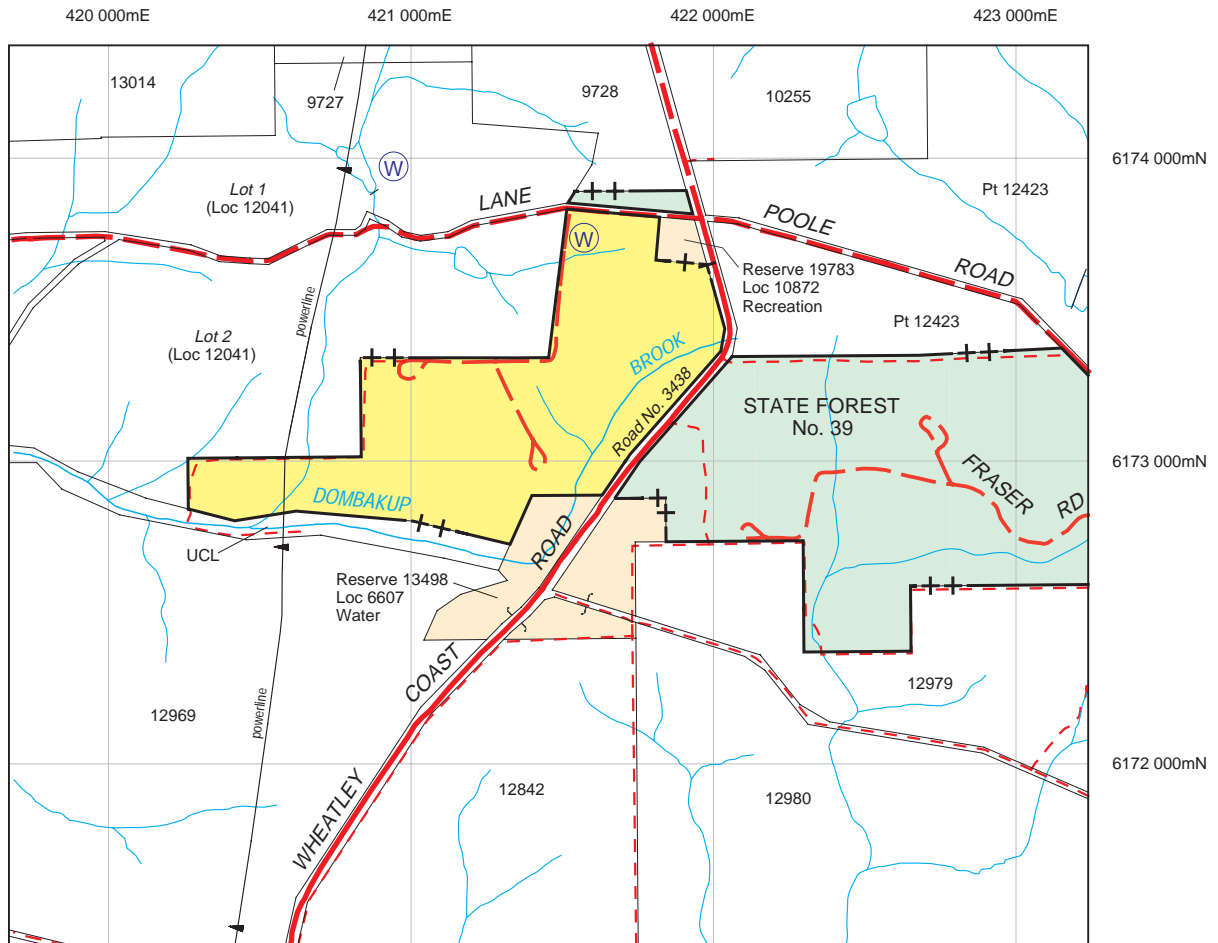 420 000mE
421 000mE
422 000mE
423 000mE
13014
9727
9728
10255
6174 000mN
W
Lot 1
(Loc 12041)
LANE
Pt 12423
POOLE
W
ROAD
Reserve 19783
Loc 10872
Recreation
powerline
Lot 2
(Loc 12041)
Pt 12423
BROOK
Road No. 3438
STATE FOREST
No. 39
6173 000mN
FRASER
RD
DOMBAKUP
ROAD
UCL
Reserve 13498
Loc 6607
Water
COAST
12979
12969
powerline
6172 000mN
12842
12980
WHEATLEY